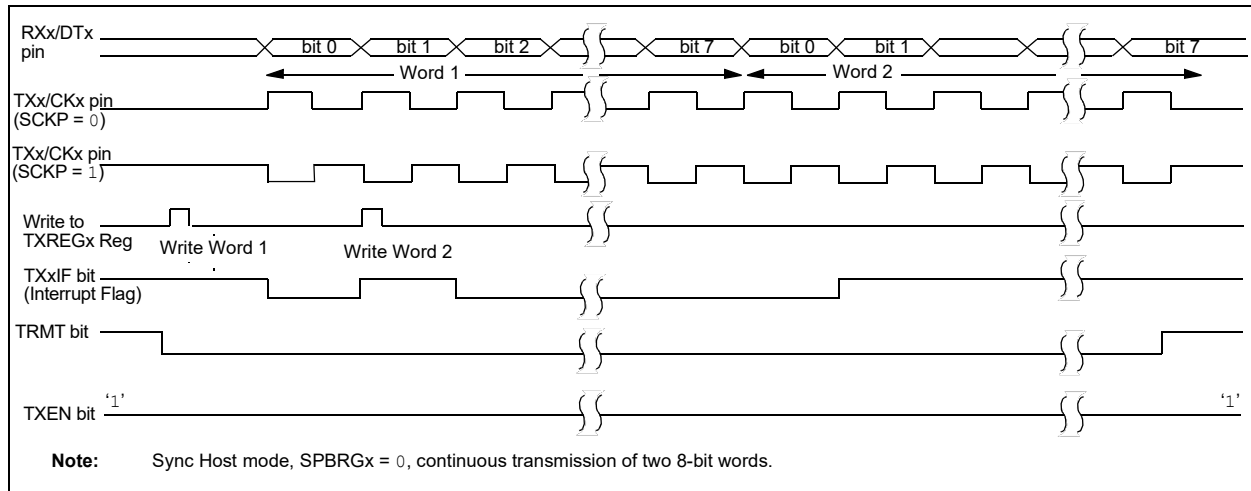 RXx/DTx
pin
bit 0 bit 1 bit 2 bit 7 bit 0 bit 1 bit 7
Word 1 Word 2
TXx/CKx pin
(SCKP = 0)
TXx/CKx pin
(SCKP = 1)
Write to
TXREGx Reg
Write Word 1 Write Word 2
TXxIF bit
(Interrupt Flag)
TRMT bit
‘1’ ‘1’
TXEN bit
Note: Sync Host mode, SPBRGx = 0, continuous transmission of two 8-bit words.